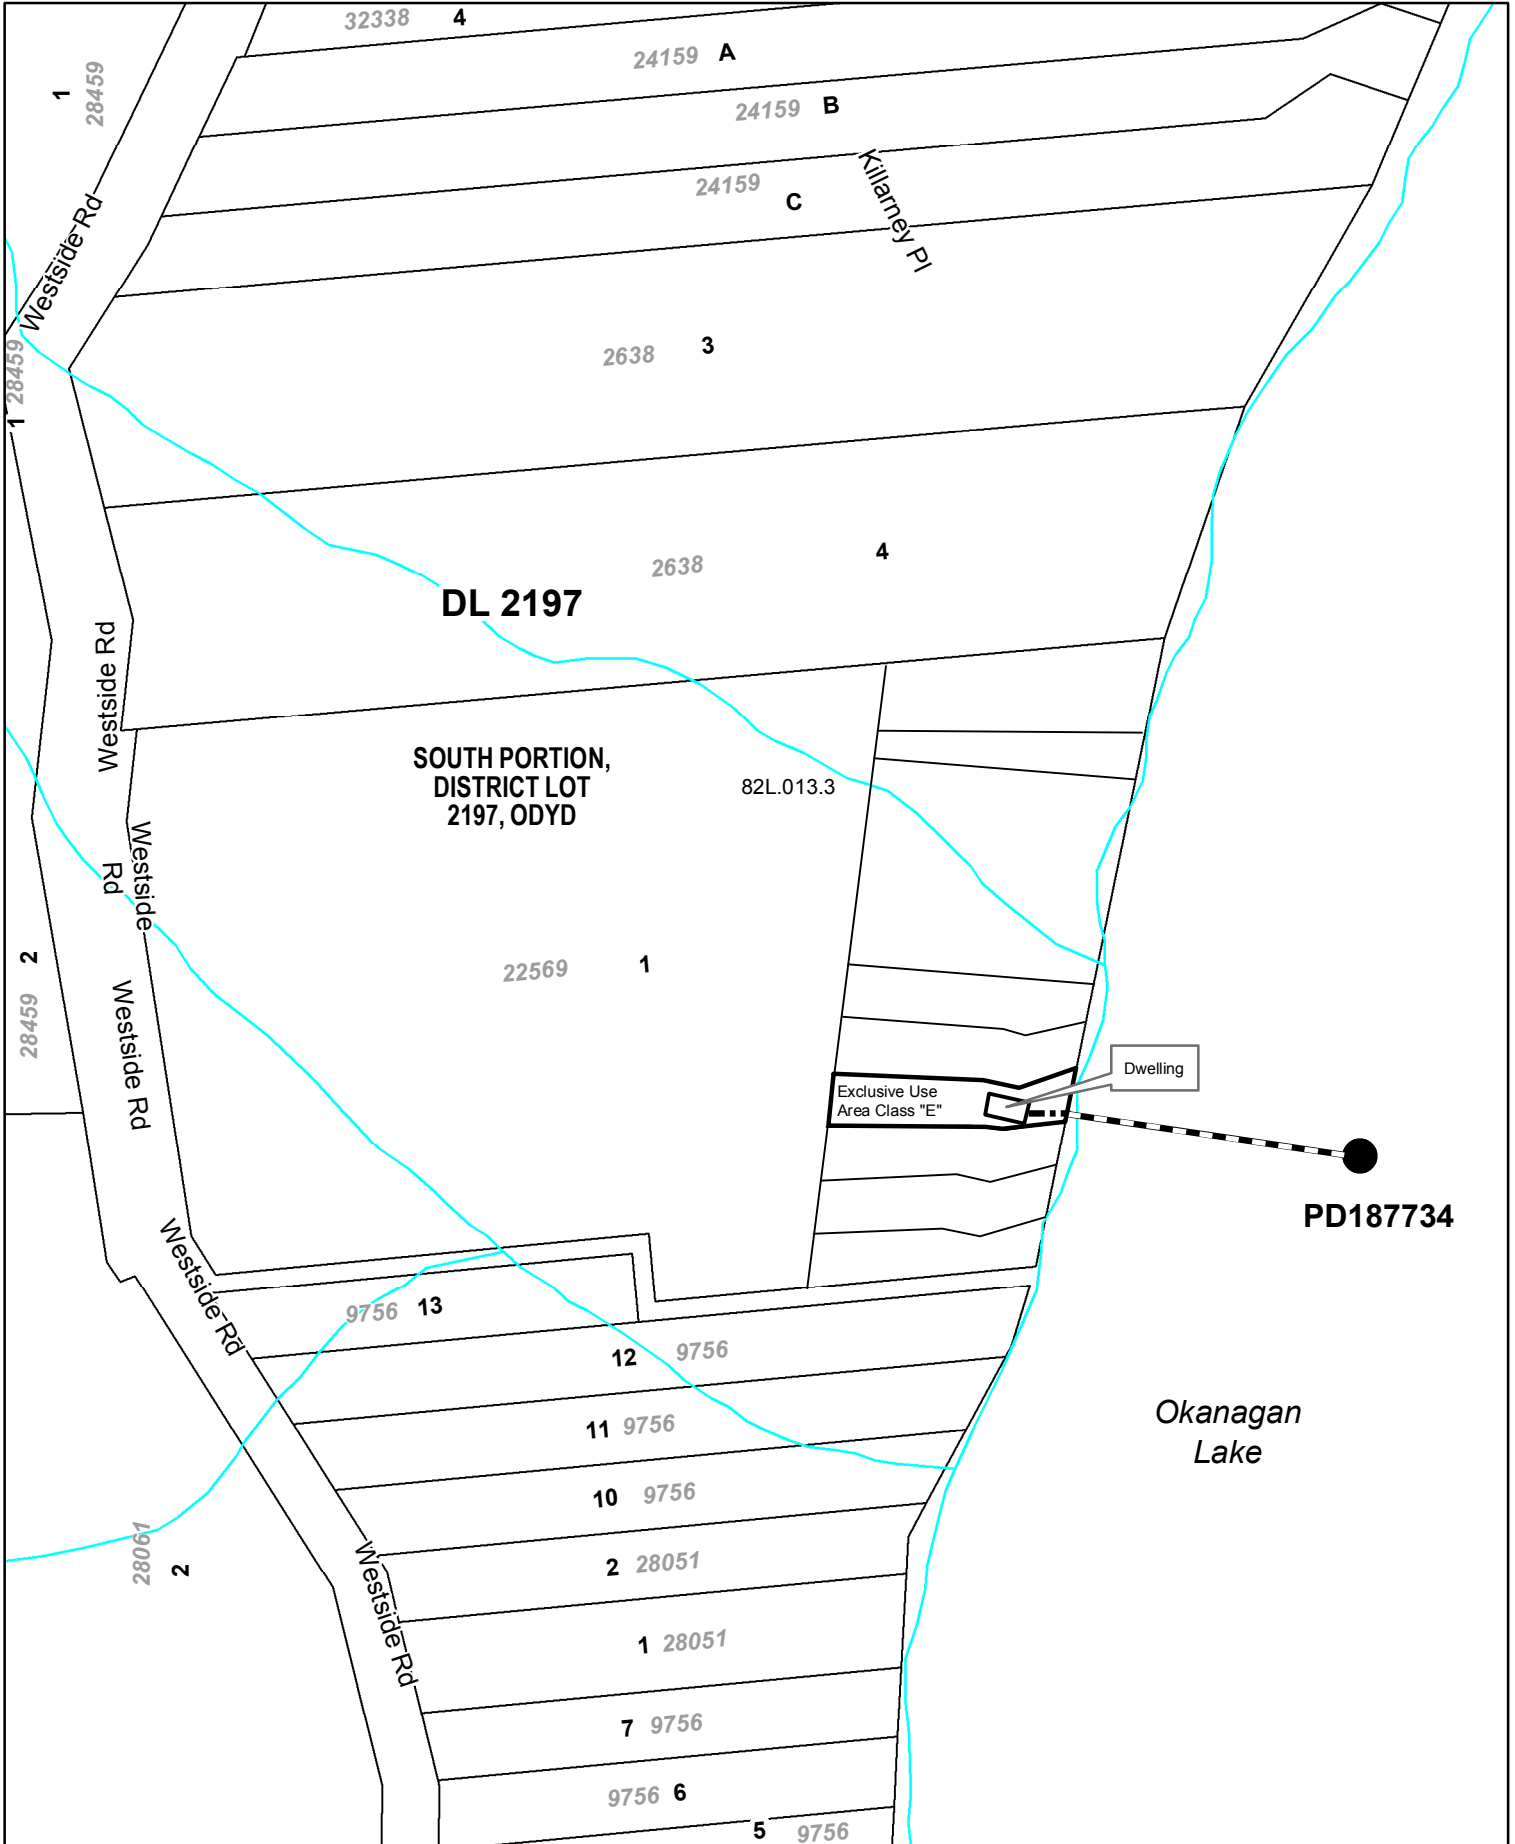 32338 4
24159 A
1
28459
24159 B
24159
C
Killarney Pl
Westside Rd
28459
1
2638 3
2638 4
DL 2197
Westside Rd
SOUTH PORTION,
DISTRICT LOT
2197, ODYD
82L.013.3
Westside
Rd
2
28459
22569 1
Westside Rd
Dwelling
Exclusive Use
Area Class "E"
PD187734
Westside Rd
9756 13
12 9756
11 9756
Okanagan
Lake
10 9756
28061
2
2 28051
Westside Rd
1 28051
7 9756
9756 6
5 9756